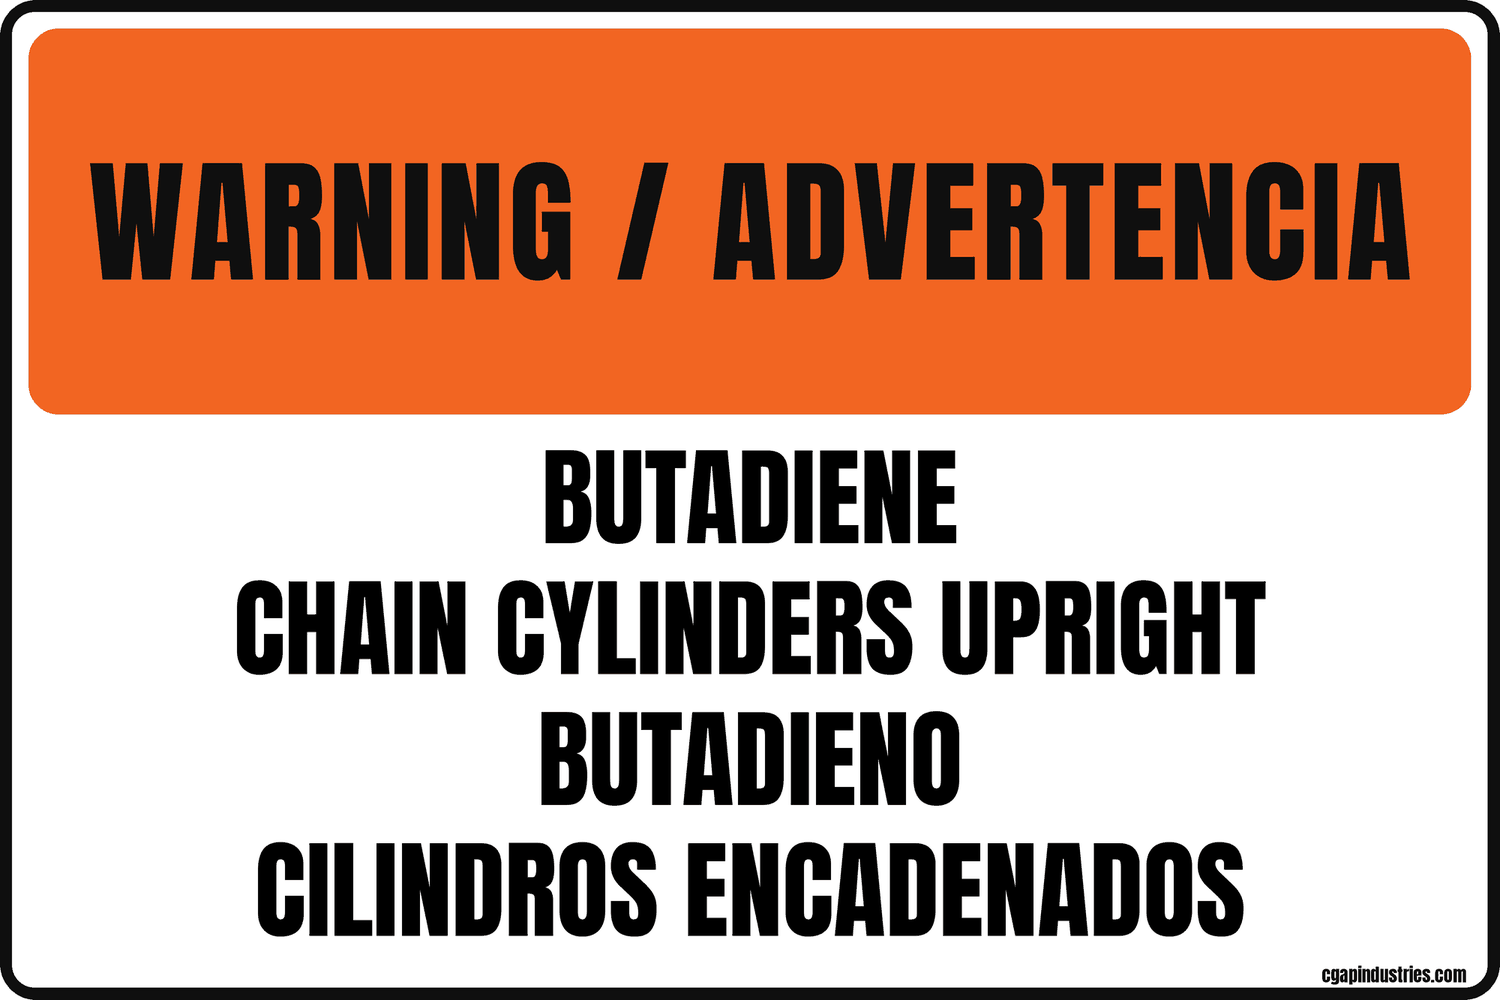 WARNING / ADVERTENCIA
BUTADIENE
CHAIN CYLINDERS UPRIGHT
BUTADIENO
CILINDROS ENCADENADOS
cgapindustries.com